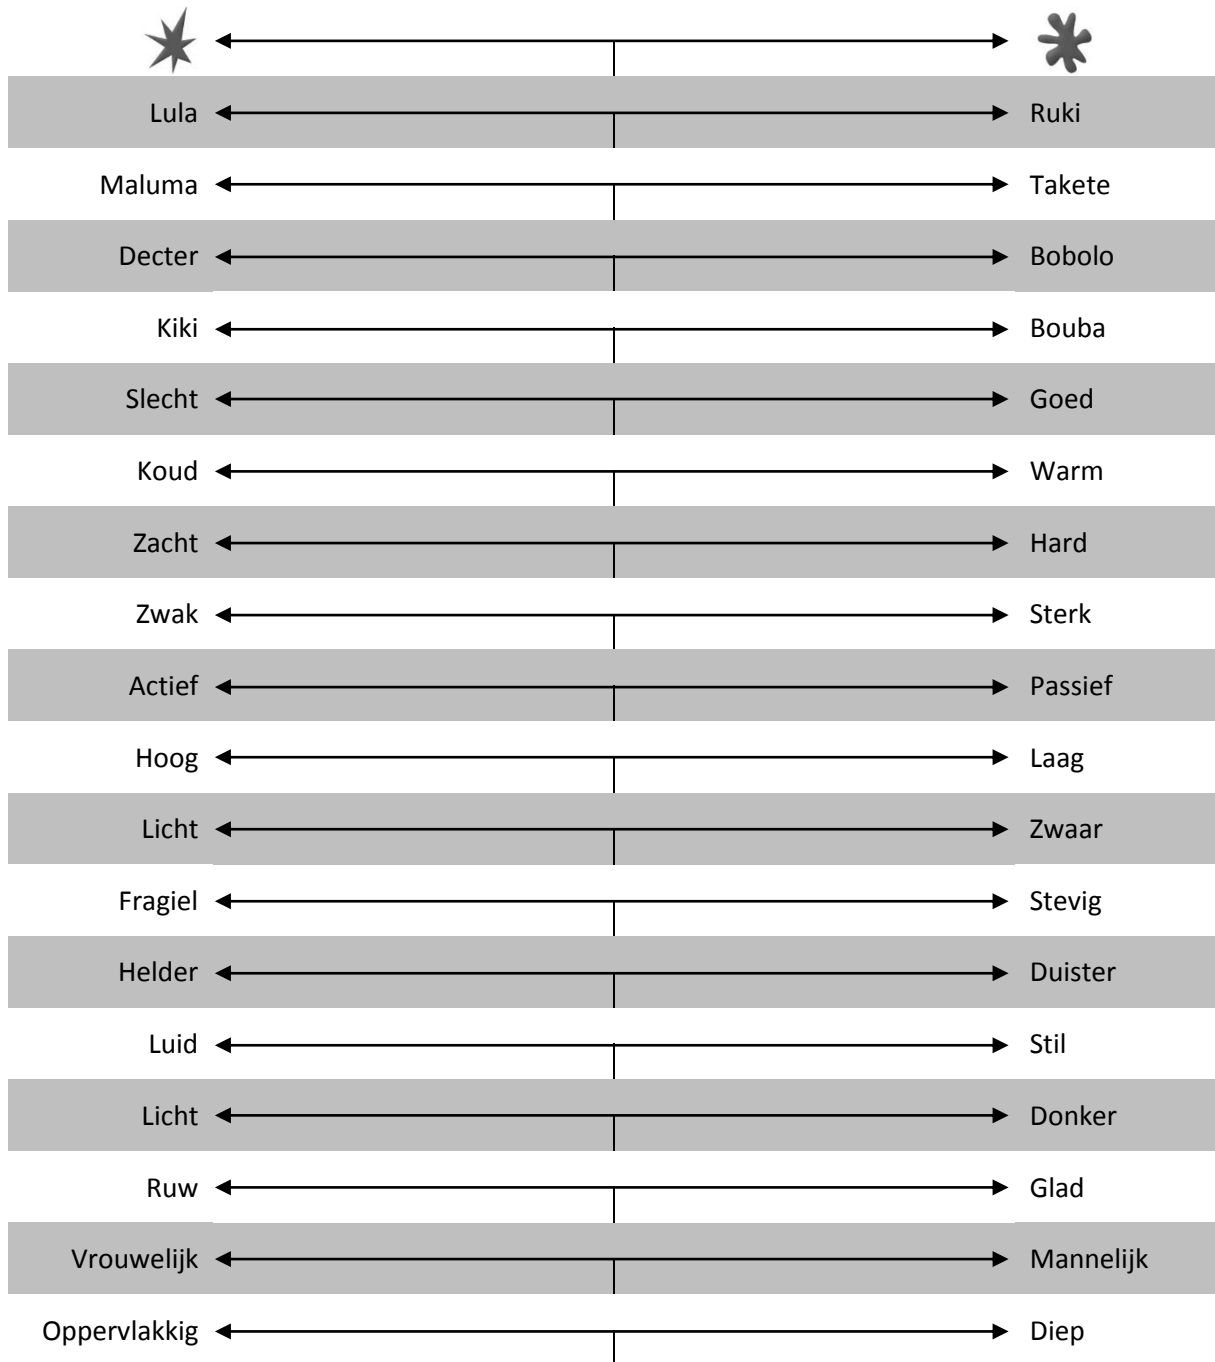 Lula Ruki
Maluma Takete
Decter Bobolo
Kiki Bouba
Slecht Goed
Koud Warm
Zacht Hard
Zwak Sterk
Actief Passief
Hoog Laag
Licht Zwaar
Fragiel Stevig
Helder Duister
Luid Stil
Licht Donker
Ruw Glad
Vrouwelijk Mannelijk
Oppervlakkig Diep